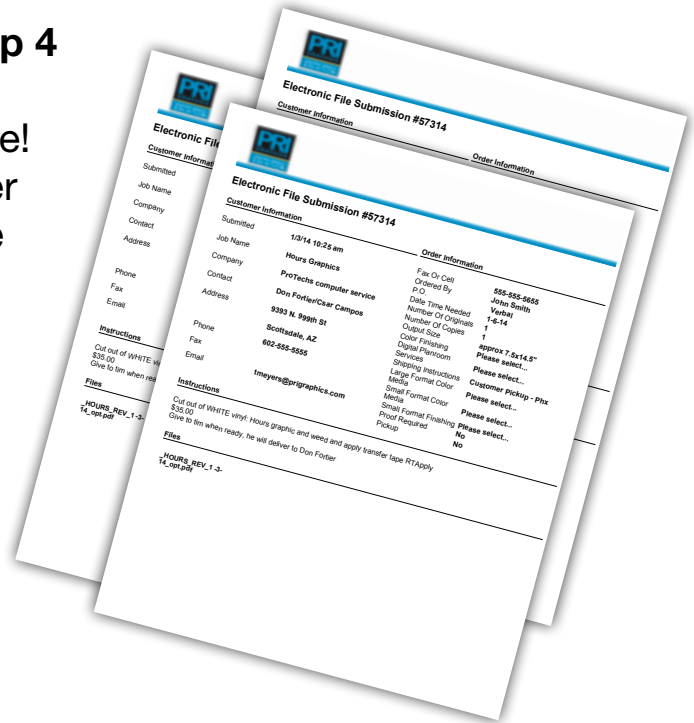 p 4
e!
er
e
PRI
Electronic File Submission #57314
Customer Information
Order Information
PRI
Electronic File
Customer Informat
Submitted
Job Name
Company
Contact
Address
Phone
Fax
Email
Instructions
Cut out of WHITE vi
$35.00
Give to tim when rea
Files
_HOURS_REV_1 -3-
14_opt.pdf
PRI
Electronic File Submission #57314
Customer Information
Submitted 1/3/14 10:25 am
Job Name Hours Graphics
Company ProTechs computer service
Contact Don Fortier/Csar Campos
Address 9393 N. 999th St
Scottsdale, AZ
Phone 602-555-5555
Fax
Email tmeyers@prigraphics.com
Order Information
Fax Or Cell 555-555-5655
Ordered By John Smith
P.O. Verbal
Date Time Needed 1-6-14
Number Of Originals 1
Number Of Copies 1
Output Size approx 7.5x14.5"
Color Finishing Please select...
Digital Planroom
Services Please select...
Shipping Instructions Customer Pickup - Phx
Large Format Color
Media Please select...
Small Format Color
Media Please select...
Small Format Finishing Please select...
Proof Required No
Pickup No
Instructions
Cut out of WHITE vinyl: Hours graphic and weed and apply transfer tape RTApply
$35.00
Give to tim when ready, he will deliver to Don Fortier
Files
_HOURS_REV_1 -3-
14_opt.pdf